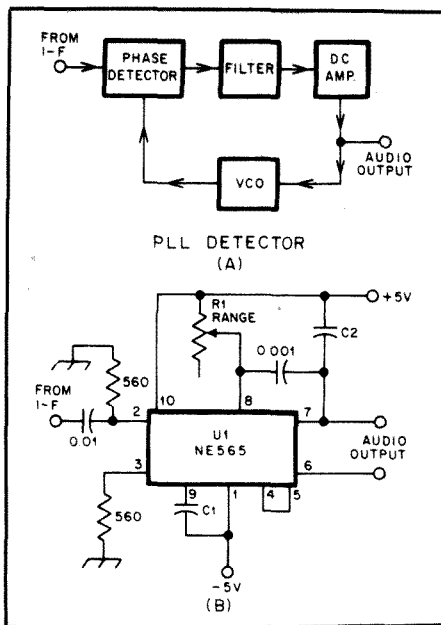 FROM
I-F
PHASE
DETECTOR
FILTER
DC
AMP.
AUDIO
OUTPUT
VCO
PLL DETECTOR
(A)
+5V
R1
RANGE
C2
0.001
560
FROM
I-F
0.01
2
10
8
7
U1
NE565
AUDIO
OUTPUT
3
6
9
1
4
5
560
C1
-5V
(B)